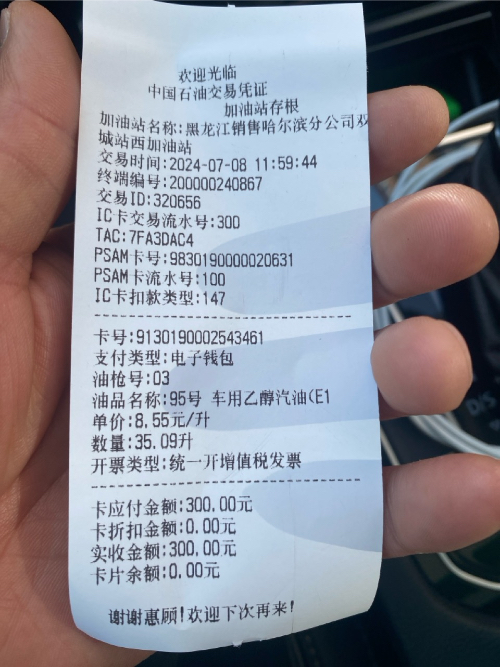 欢迎光临
中国石油交易凭证
加油站存根
加油站名称:黑龙江销售哈尔滨分公司双
城站西加油站
交易时间:2024-07-08 11:59:44
终端编号:200000240867
交易ID:320656
IC卡交易流水号:300
TAC:7FA3DAC4
PSAM卡号:9830190000020631
PSAM卡流水号:100
IC卡扣款类型:147
卡号:9130190002543461
支付类型:电子钱包
油枪号:03
油品名称:95号 车用乙醇汽油(E1
单价:8.55元/升
数量:35.09升
开票类型:统一开增值税发票
卡应付金额:300.00元
卡折扣金额:0.00元
实收金额:300.00元
卡片余额:0.00元
谢谢惠顾!欢迎下次再来!